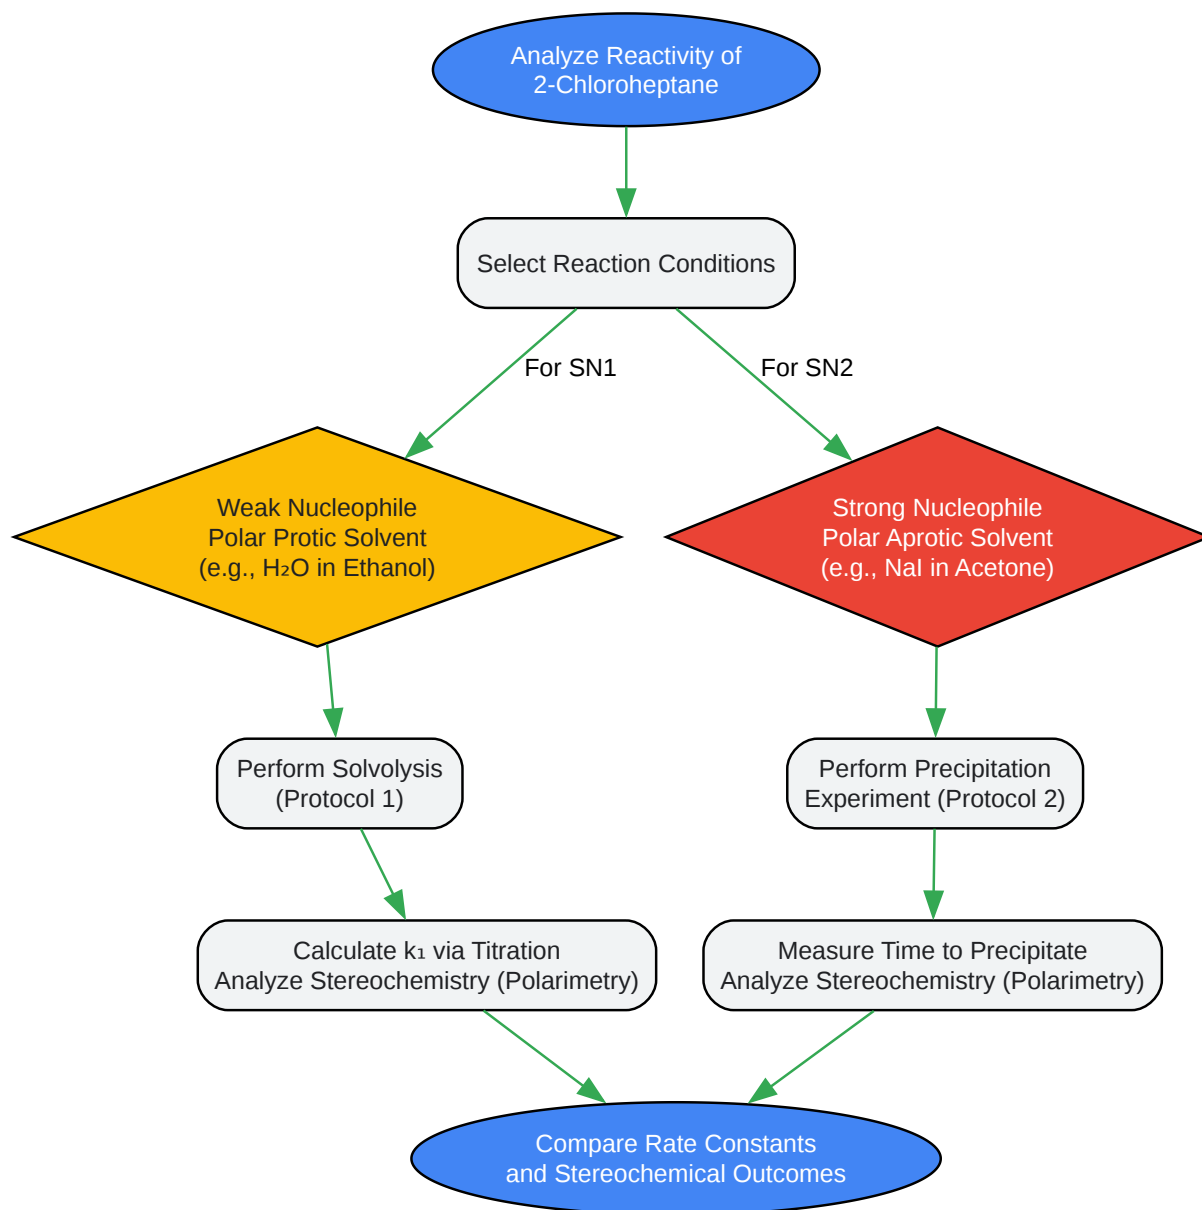 Analyze Reactivity of
2-Chloroheptane
Select Reaction Conditions
For SN1
For SN2
Weak Nucleophile
Polar Protic Solvent
(e.g., H₂O in Ethanol)
Strong Nucleophile
Polar Aprotic Solvent
(e.g., NaI in Acetone)
Perform Solvolysis
(Protocol 1)
Perform Precipitation
Experiment (Protocol 2)
Calculate k₁ via Titration
Analyze Stereochemistry (Polarimetry)
Measure Time to Precipitate
Analyze Stereochemistry (Polarimetry)
Compare Rate Constants
and Stereochemical Outcomes